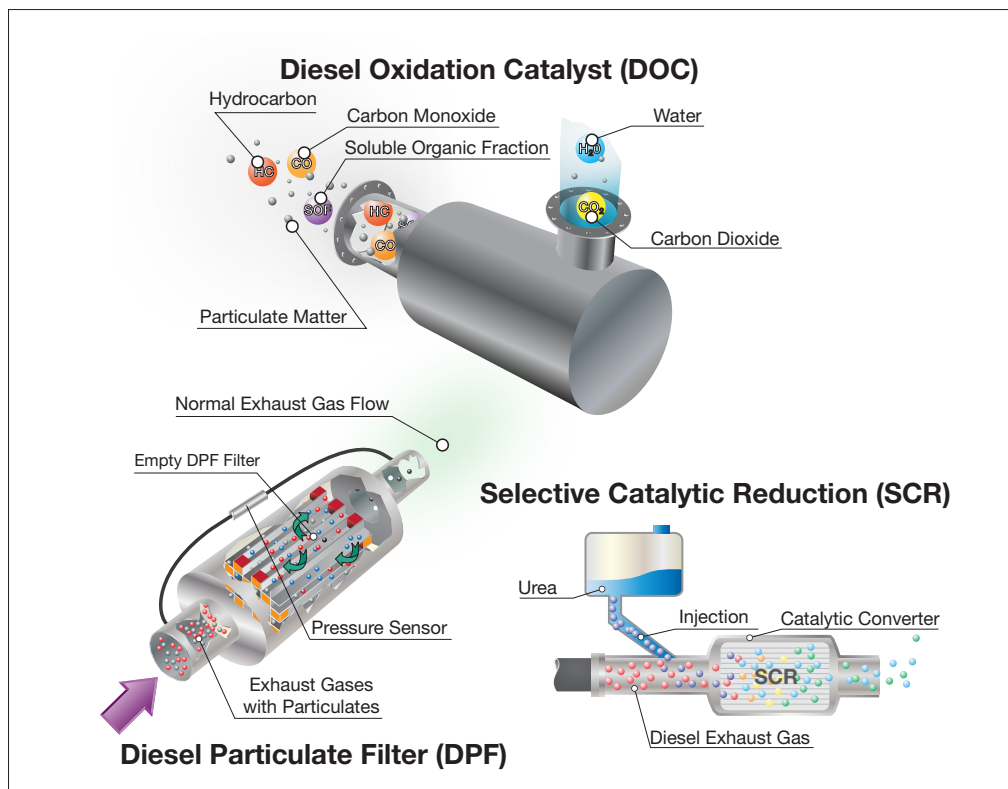 Diesel Oxidation Catalyst (DOC)
Hydrocarbon
Carbon Monoxide
Soluble Organic Fraction
Water
HC
CO
SOF
H2O
CO2
HC
CO
Carbon Dioxide
Particulate Matter
Normal Exhaust Gas Flow
Empty DPF Filter
Pressure Sensor
Exhaust Gases
with Particulates
Diesel Particulate Filter (DPF)
Selective Catalytic Reduction (SCR)
Urea
Injection
Catalytic Converter
SCR
Diesel Exhaust Gas